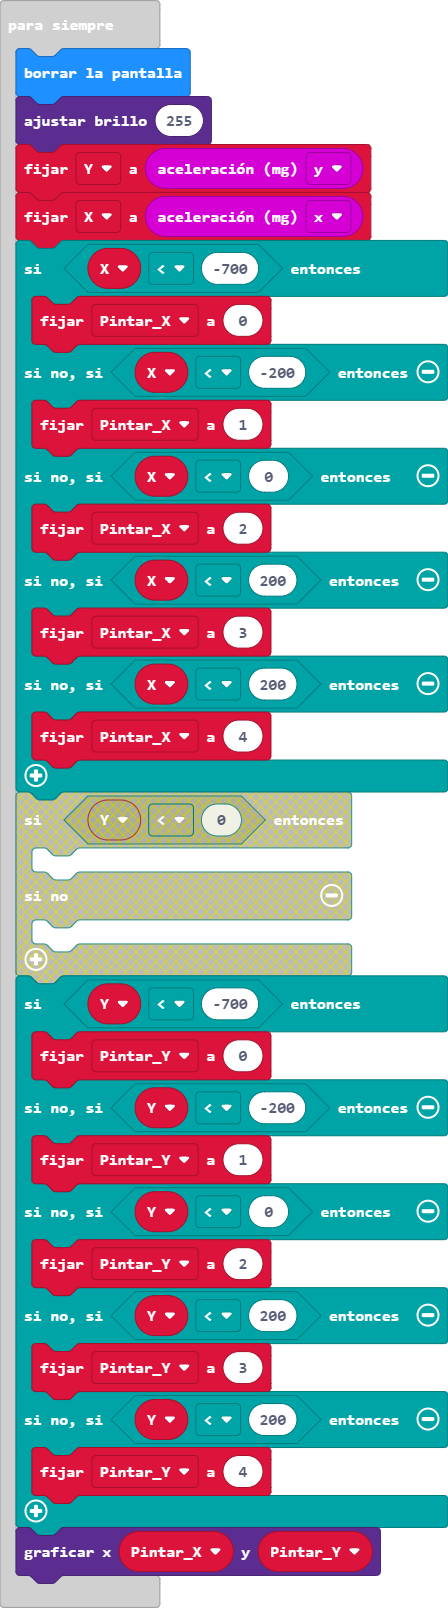 para siempre
borrar la pantalla
ajustar brillo 255
fijar Y a aceleración (mg) y
fijar X a aceleración (mg) x
si X < -700 entonces
fijar Pintar_X a 0
si no, si X < -200 entonces
fijar Pintar_X a 1
si no, si X < 0 entonces
fijar Pintar_X a 2
si no, si X < 200 entonces
fijar Pintar_X a 3
si no, si X < 200 entonces
fijar Pintar_X a 4
si Y < 0 entonces
si no
si Y < -700 entonces
fijar Pintar_Y a 0
si no, si Y < -200 entonces
fijar Pintar_Y a 1
si no, si Y < 0 entonces
fijar Pintar_Y a 2
si no, si Y < 200 entonces
fijar Pintar_Y a 3
si no, si Y < 200 entonces
fijar Pintar_Y a 4
graficar x Pintar_X y Pintar_Y